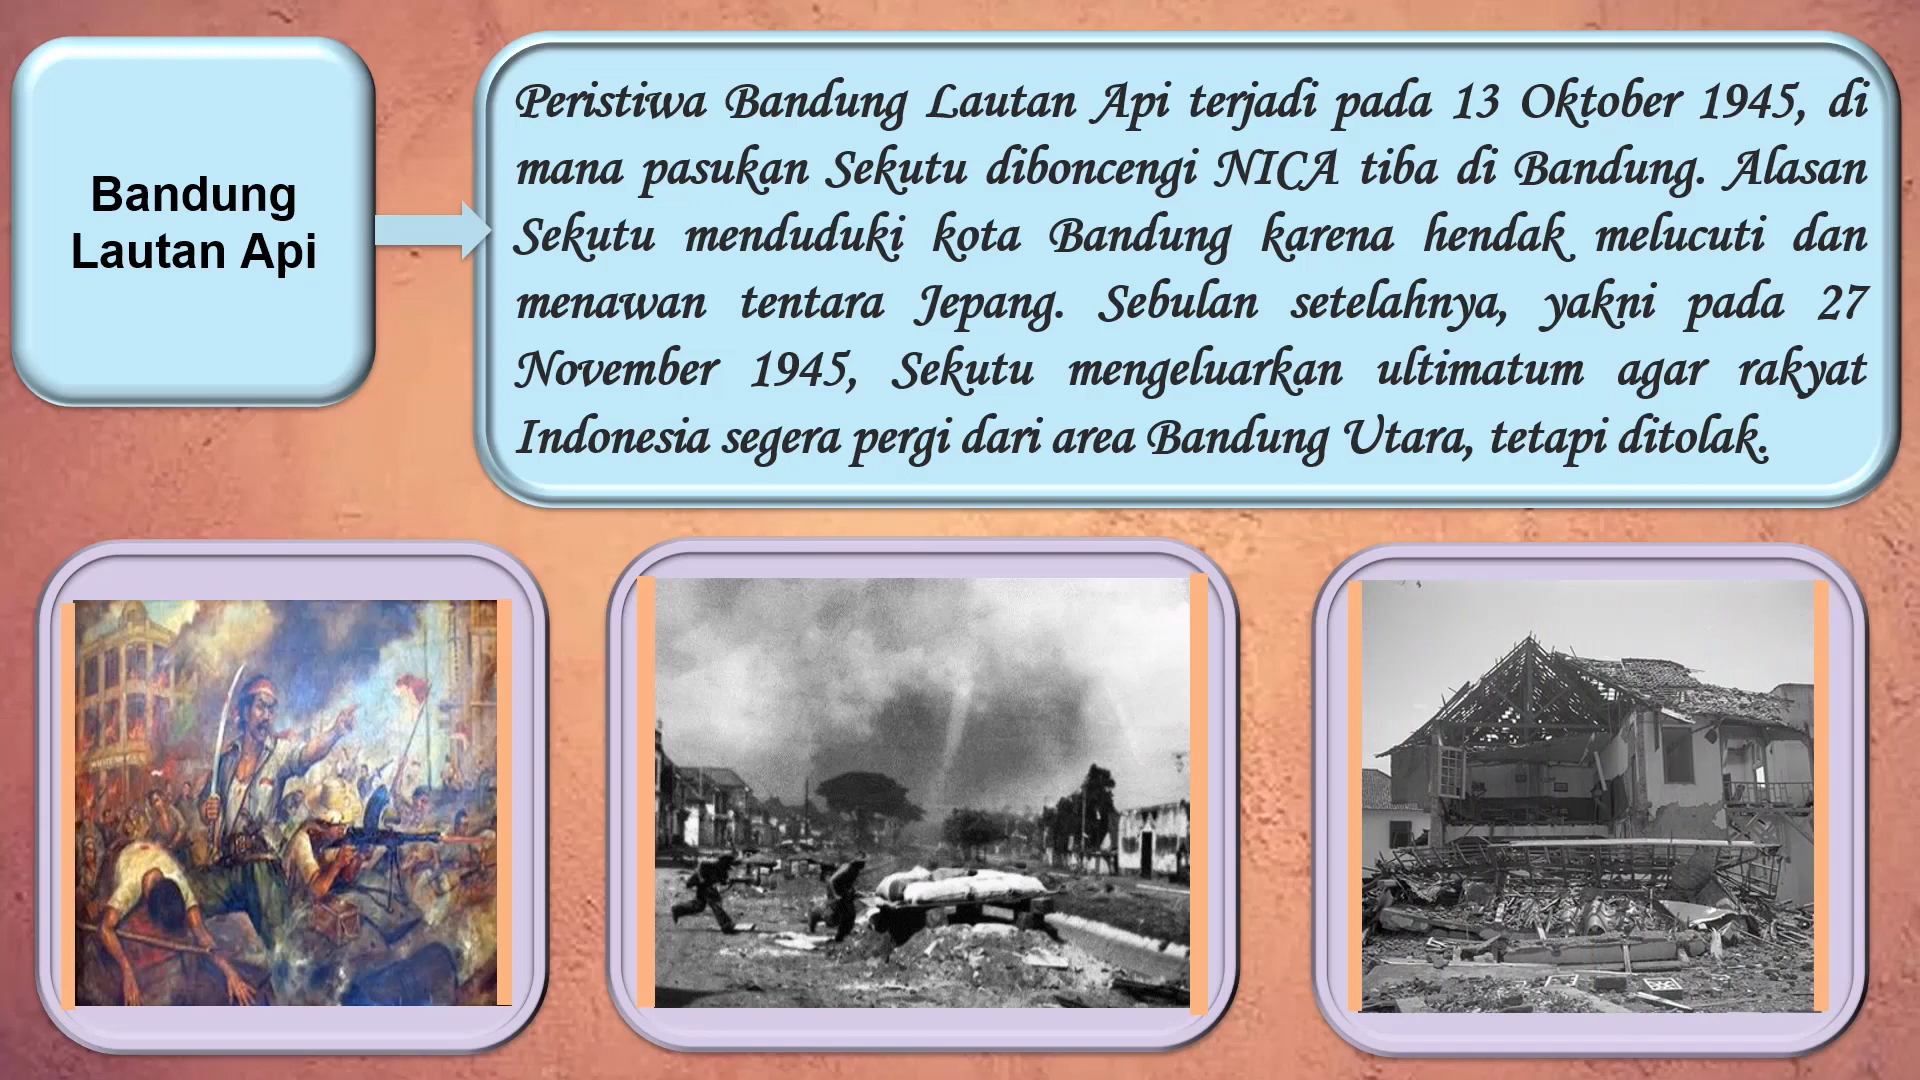 Bandung
Lautan Api
Peristiwa Bandung Lautan Api terjadi pada 13 Oktober 1945, di
mana pasukan Sekutu diboncengi NICA tiba di Bandung. Alasan
Sekutu menduduki kota Bandung karena hendak melucuti dan
menawan tentara Jepang. Sebulan setelahnya, yakni pada 27
November 1945, Sekutu mengeluarkan ultimatum agar rakyat
Indonesia segera pergi dari area Bandung Utara, tetapi ditolak.